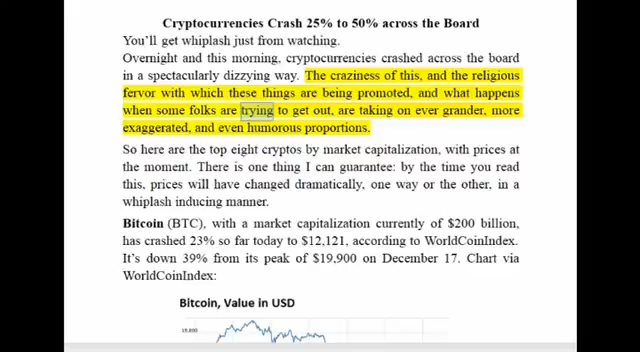 Cryptocurrencies Crash 25% to 50% across the Board
You'll get whiplash just from watching.
Overnight and this morning, cryptocurrencies crashed across the board
in a spectacularly dizzying way. The craziness of this, and the religious
fervor with which these things are being promoted, and what happens
when some folks are trying to get out, are taking on ever grander, more
exaggerated, and even humorous proportions.
So here are the top eight cryptos by market capitalization, with prices at
the moment. There is one thing I can guarantee: by the time you read
this, prices will have changed dramatically, one way or the other, in a
whiplash inducing manner.
Bitcoin (BTC), with a market capitalization currently of $200 billion,
has crashed 23% so far today to $12,121, according to WorldCoinIndex.
It's down 39% from its peak of $19,900 on December 17. Chart via
WorldCoinIndex:
Bitcoin, Value in USD